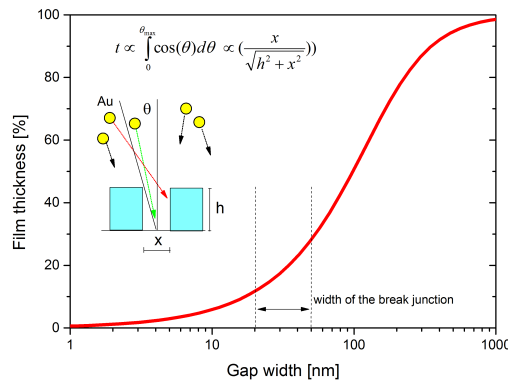 100
80
60
40
20
0
Film thickness [%]
t ∝ ∫₀^θmax cos(θ)dθ ∝ (x / √(h² + x²)))
Au
θ
h
x
width of the break junction
1
10
100
1000
Gap width [nm]